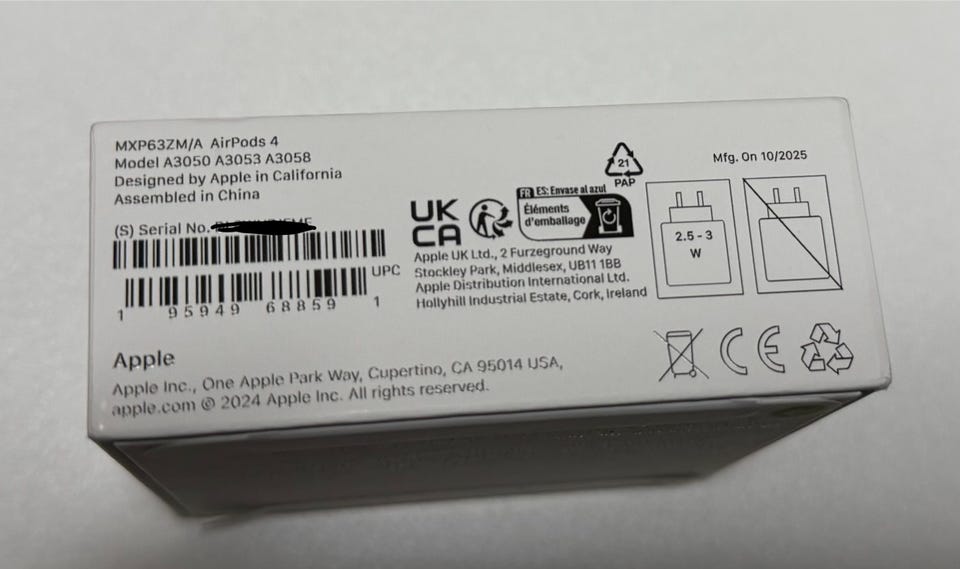 MXP63ZM/A AirPods 4
Model A3050 A3053 A3058
Designed by Apple in California
Assembled in China
(S) Serial No.
UPC
1 95949 68859 1
Apple
Apple Inc., One Apple Park Way, Cupertino, CA 95014 USA,
apple.com © 2024 Apple Inc. All rights reserved.
UK
CA
FR ES: Envase al azul
Éléments
d'emballage
Apple UK Ltd., 2 Furzeground Way
Stockley Park, Middlesex, UB11 1BB
Apple Distribution International Ltd.
Hollyhill Industrial Estate, Cork, Ireland
21
PAP
Mfg. On 10/2025
2.5 - 3
W
CE